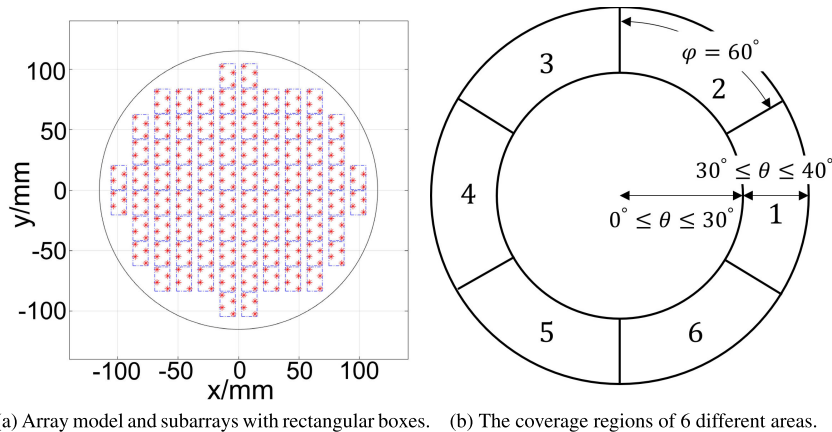 100
50
0
-50
-100
y/mm
-100 -50 0 50 100
x/mm
3
2
φ = 60°
4
30° ≤ θ ≤ 40°
0° ≤ θ ≤ 30°
1
5
6
a) Array model and subarrays with rectangular boxes.
(b) The coverage regions of 6 different areas.